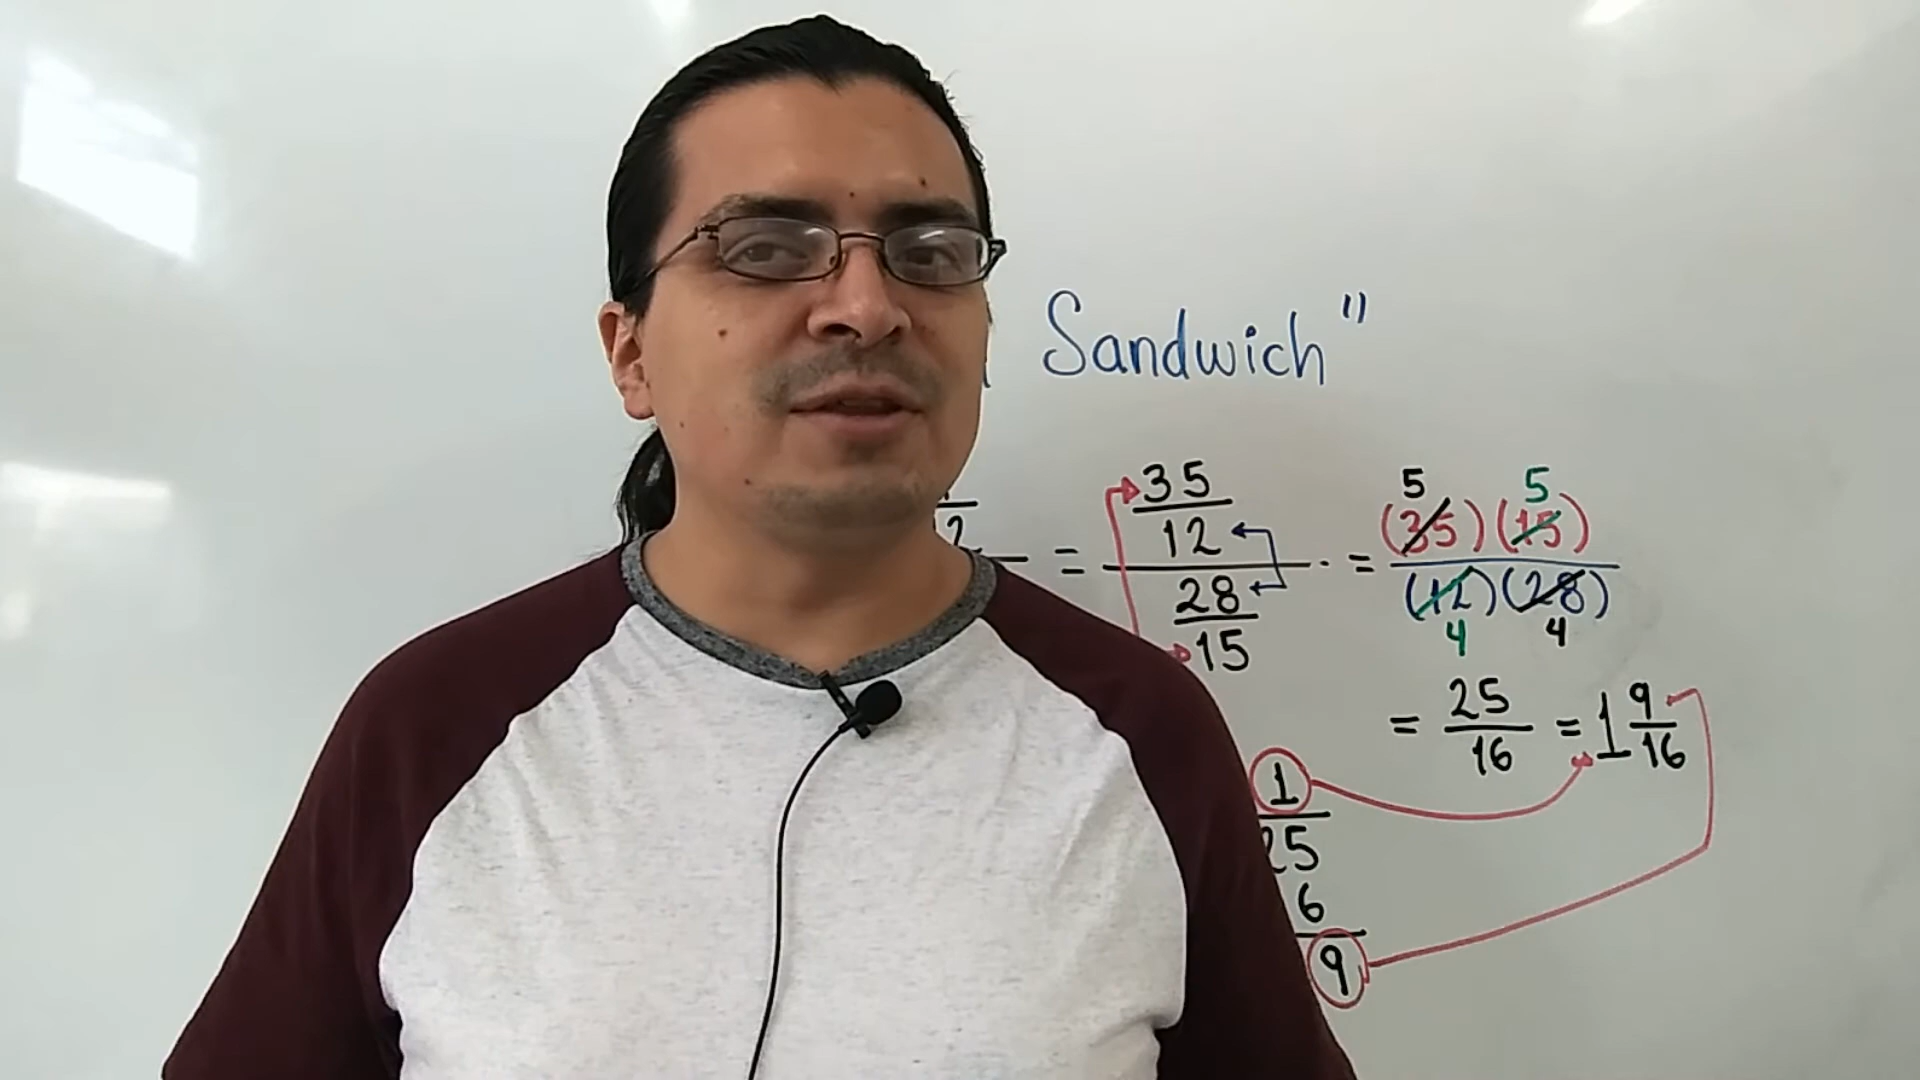 Sandwich"
2 = 35/12 / 28/15 = (35)(15) / (12)(28)
5 5
4 4
= 25/16 = 1 9/16
1
25
6
9